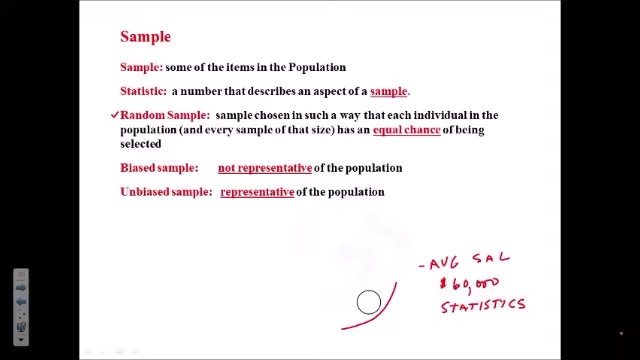 Sample
Sample: some of the items in the Population
Statistic: a number that describes an aspect of a sample.
Random Sample: sample chosen in such a way that each individual in the
population (and every sample of that size) has an equal chance of being
selected
Biased sample: not representative of the population
Unbiased sample: representative of the population
- AVG SAL
$60,000
STATISTICS